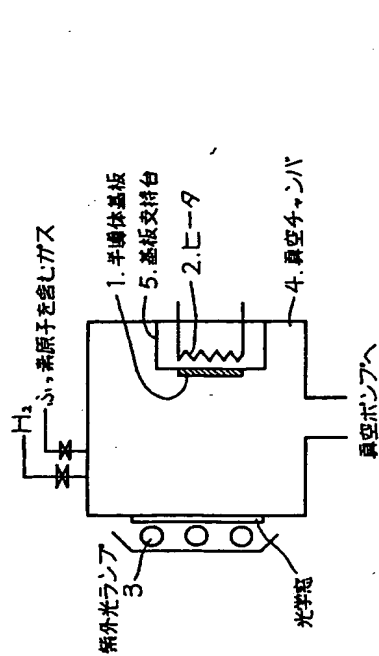 H₂
ふっ素原子を含むガス
1.半導体基板
5.基板支持台
2.ヒータ
4.真空チャンバ
紫外光ランプ
3
光学窓
真空ポンプへ